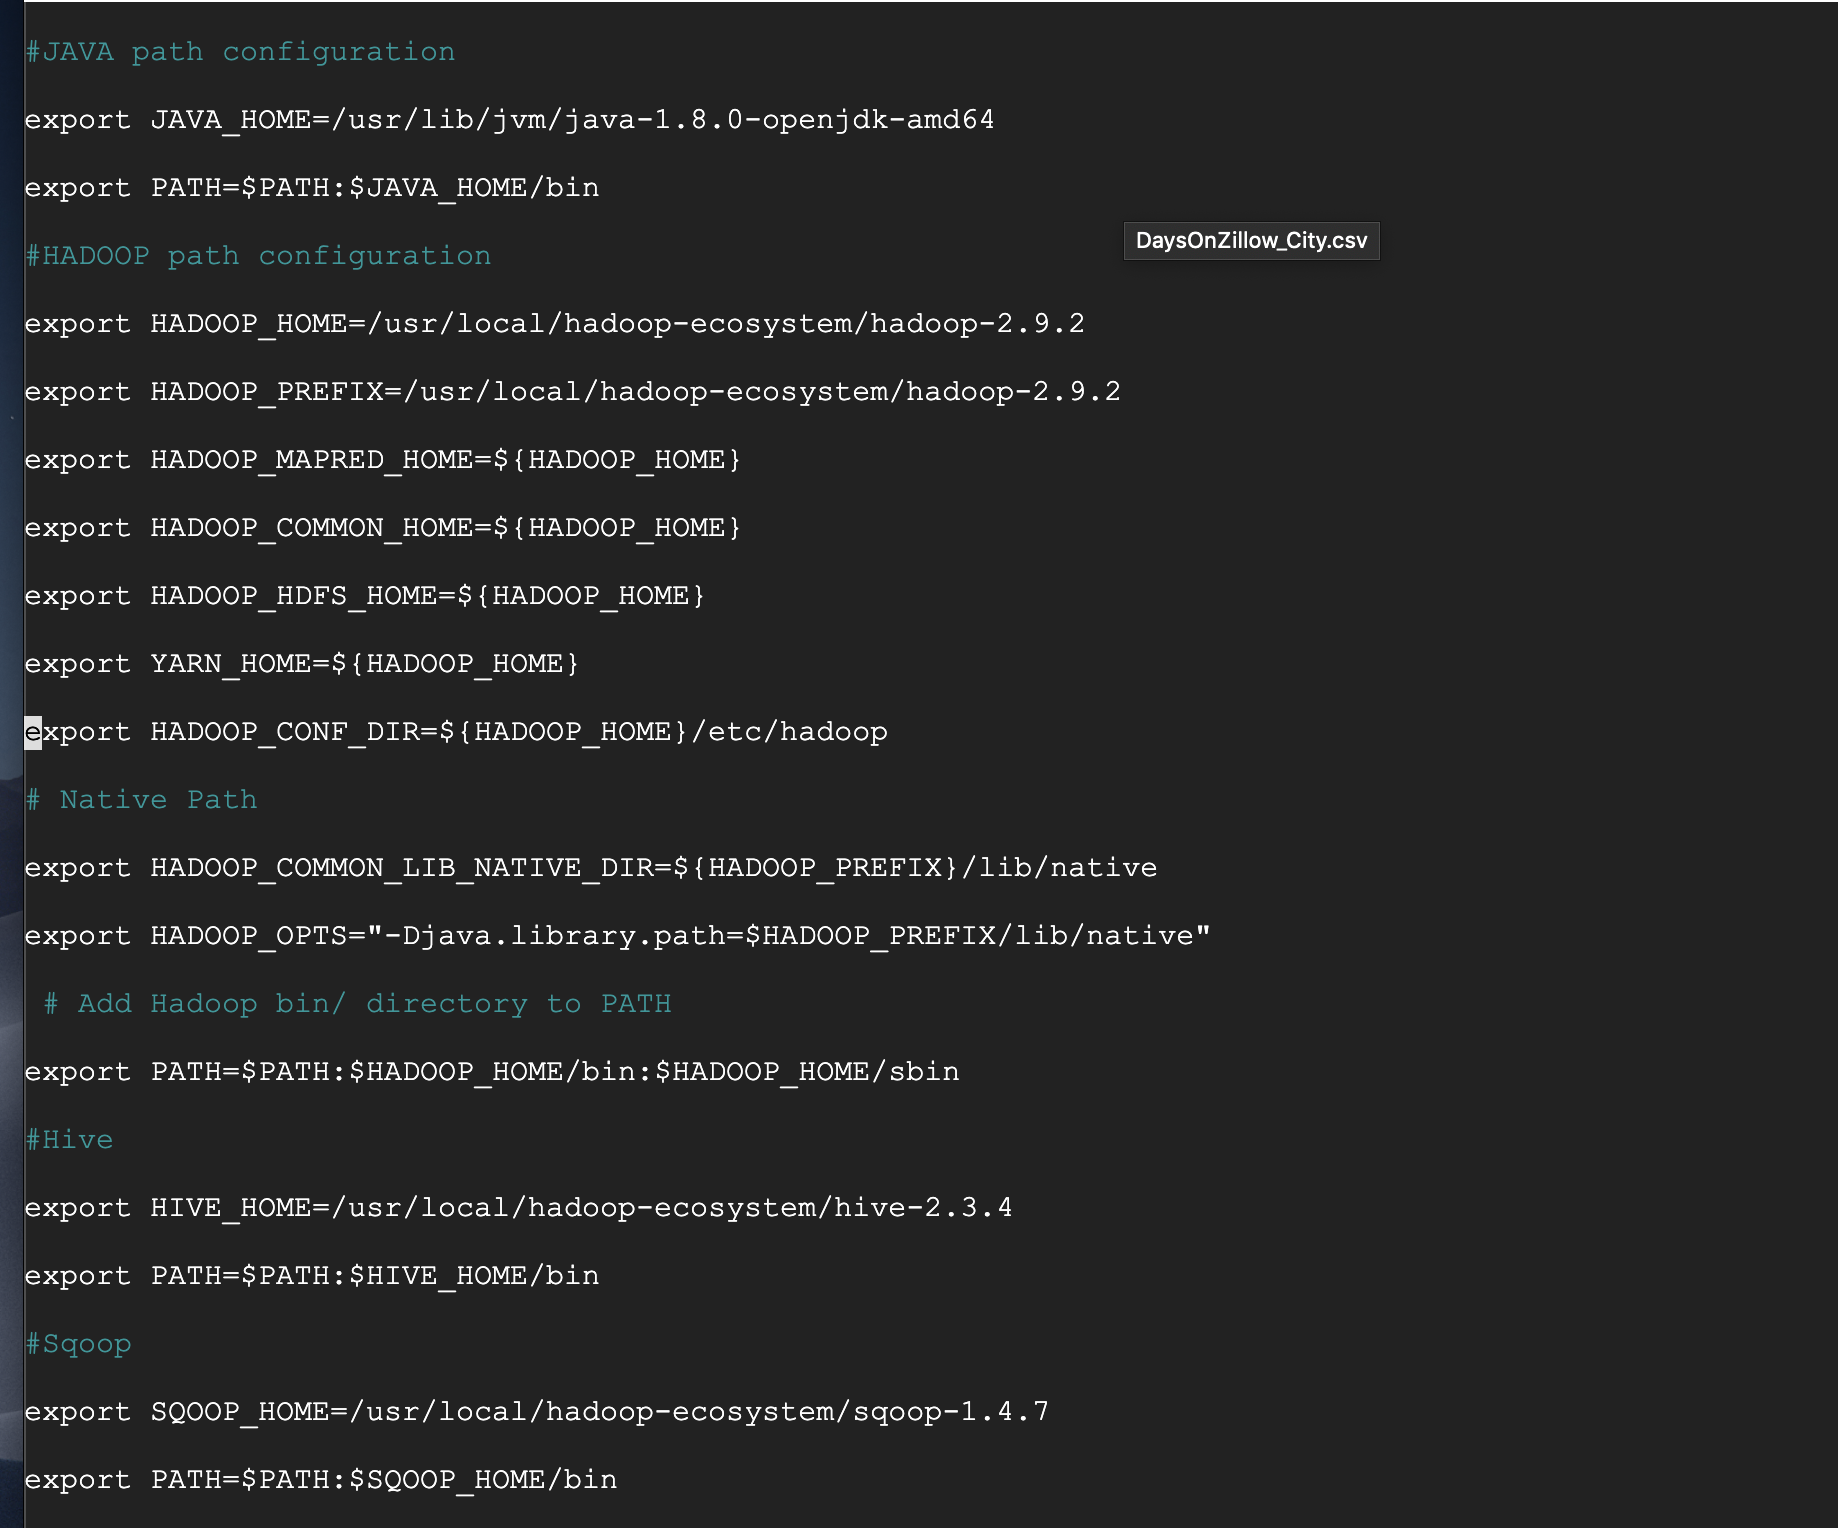 #JAVA path configuration
export JAVA_HOME=/usr/lib/jvm/java-1.8.0-openjdk-amd64
export PATH=$PATH:$JAVA_HOME/bin
DaysOnZillow_City.csv
#HADOOP path configuration
export HADOOP_HOME=/usr/local/hadoop-ecosystem/hadoop-2.9.2
export HADOOP_PREFIX=/usr/local/hadoop-ecosystem/hadoop-2.9.2
export HADOOP_MAPRED_HOME=${HADOOP_HOME}
export HADOOP_COMMON_HOME=${HADOOP_HOME}
export HADOOP_HDFS_HOME=${HADOOP_HOME}
export YARN_HOME=${HADOOP_HOME}
export HADOOP_CONF_DIR=${HADOOP_HOME}/etc/hadoop
# Native Path
export HADOOP_COMMON_LIB_NATIVE_DIR=${HADOOP_PREFIX}/lib/native
export HADOOP_OPTS="-Djava.library.path=$HADOOP_PREFIX/lib/native"
# Add Hadoop bin/ directory to PATH
export PATH=$PATH:$HADOOP_HOME/bin:$HADOOP_HOME/sbin
#Hive
export HIVE_HOME=/usr/local/hadoop-ecosystem/hive-2.3.4
export PATH=$PATH:$HIVE_HOME/bin
#Sqoop
export SQOOP_HOME=/usr/local/hadoop-ecosystem/sqoop-1.4.7
export PATH=$PATH:$SQOOP_HOME/bin